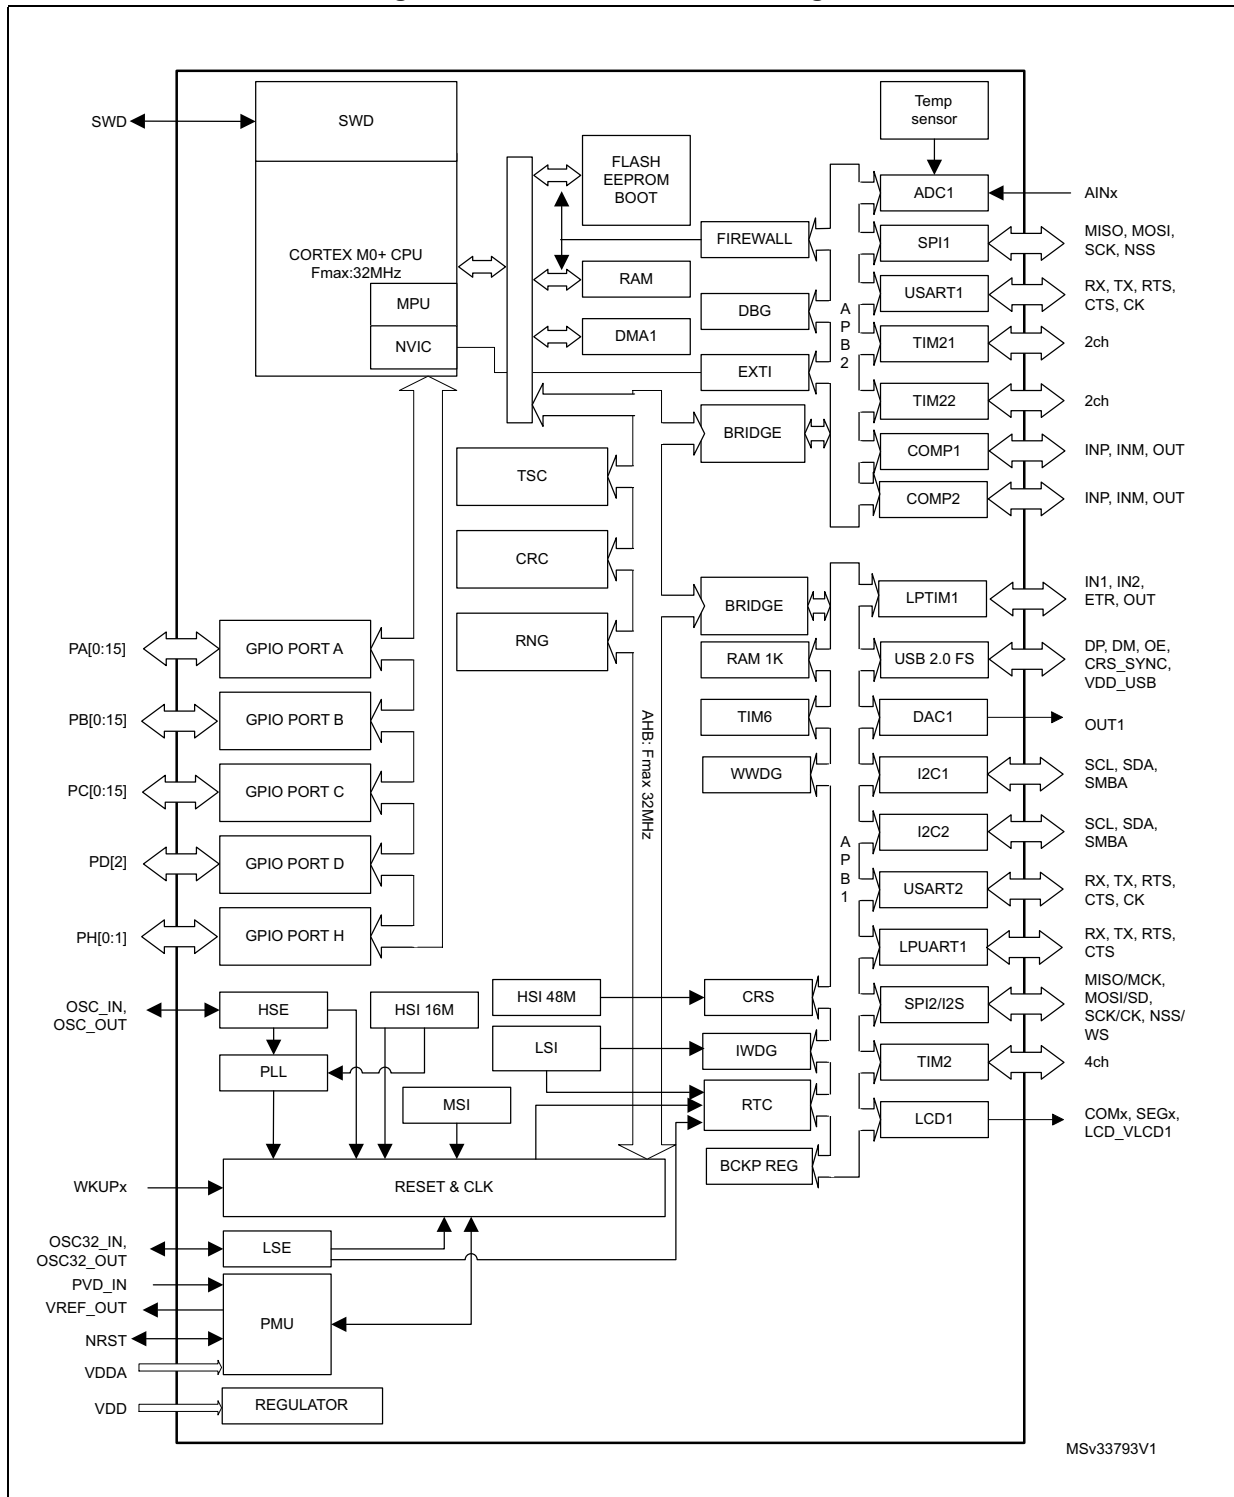 SWD
SWD
CORTEX M0+ CPU
Fmax:32MHz
MPU
NVIC
FLASH
EEPROM
BOOT
RAM
DMA1
FIREWALL
DBG
EXTI
BRIDGE
A
P
B
2
Temp
sensor
ADC1
AINx
SPI1
MISO, MOSI,
SCK, NSS
USART1
RX, TX, RTS,
CTS, CK
TIM21
2ch
TIM22
2ch
COMP1
INP, INM, OUT
COMP2
INP, INM, OUT
TSC
CRC
RNG
AHB: Fmax 32MHz
BRIDGE
RAM 1K
TIM6
WWDG
A
P
B
1
LPTIM1
IN1, IN2,
ETR, OUT
USB 2.0 FS
DP, DM, OE,
CRS_SYNC,
VDD_USB
DAC1
OUT1
I2C1
SCL, SDA,
SMBA
I2C2
SCL, SDA,
SMBA
USART2
RX, TX, RTS,
CTS, CK
LPUART1
RX, TX, RTS,
CTS
SPI2/I2S
MISO/MCK,
MOSI/SD,
SCK/CK, NSS/
WS
TIM2
4ch
LCD1
COMx, SEGx,
LCD_VLCD1
PA[0:15]
GPIO PORT A
PB[0:15]
GPIO PORT B
PC[0:15]
GPIO PORT C
PD[2]
GPIO PORT D
PH[0:1]
GPIO PORT H
OSC_IN,
OSC_OUT
HSE
HSI 16M
PLL
MSI
HSI 48M
CRS
LSI
IWDG
RTC
BCKP REG
WKUPx
RESET & CLK
OSC32_IN,
OSC32_OUT
LSE
PVD_IN
VREF_OUT
NRST
VDDA
PMU
VDD
REGULATOR
MSv33793V1